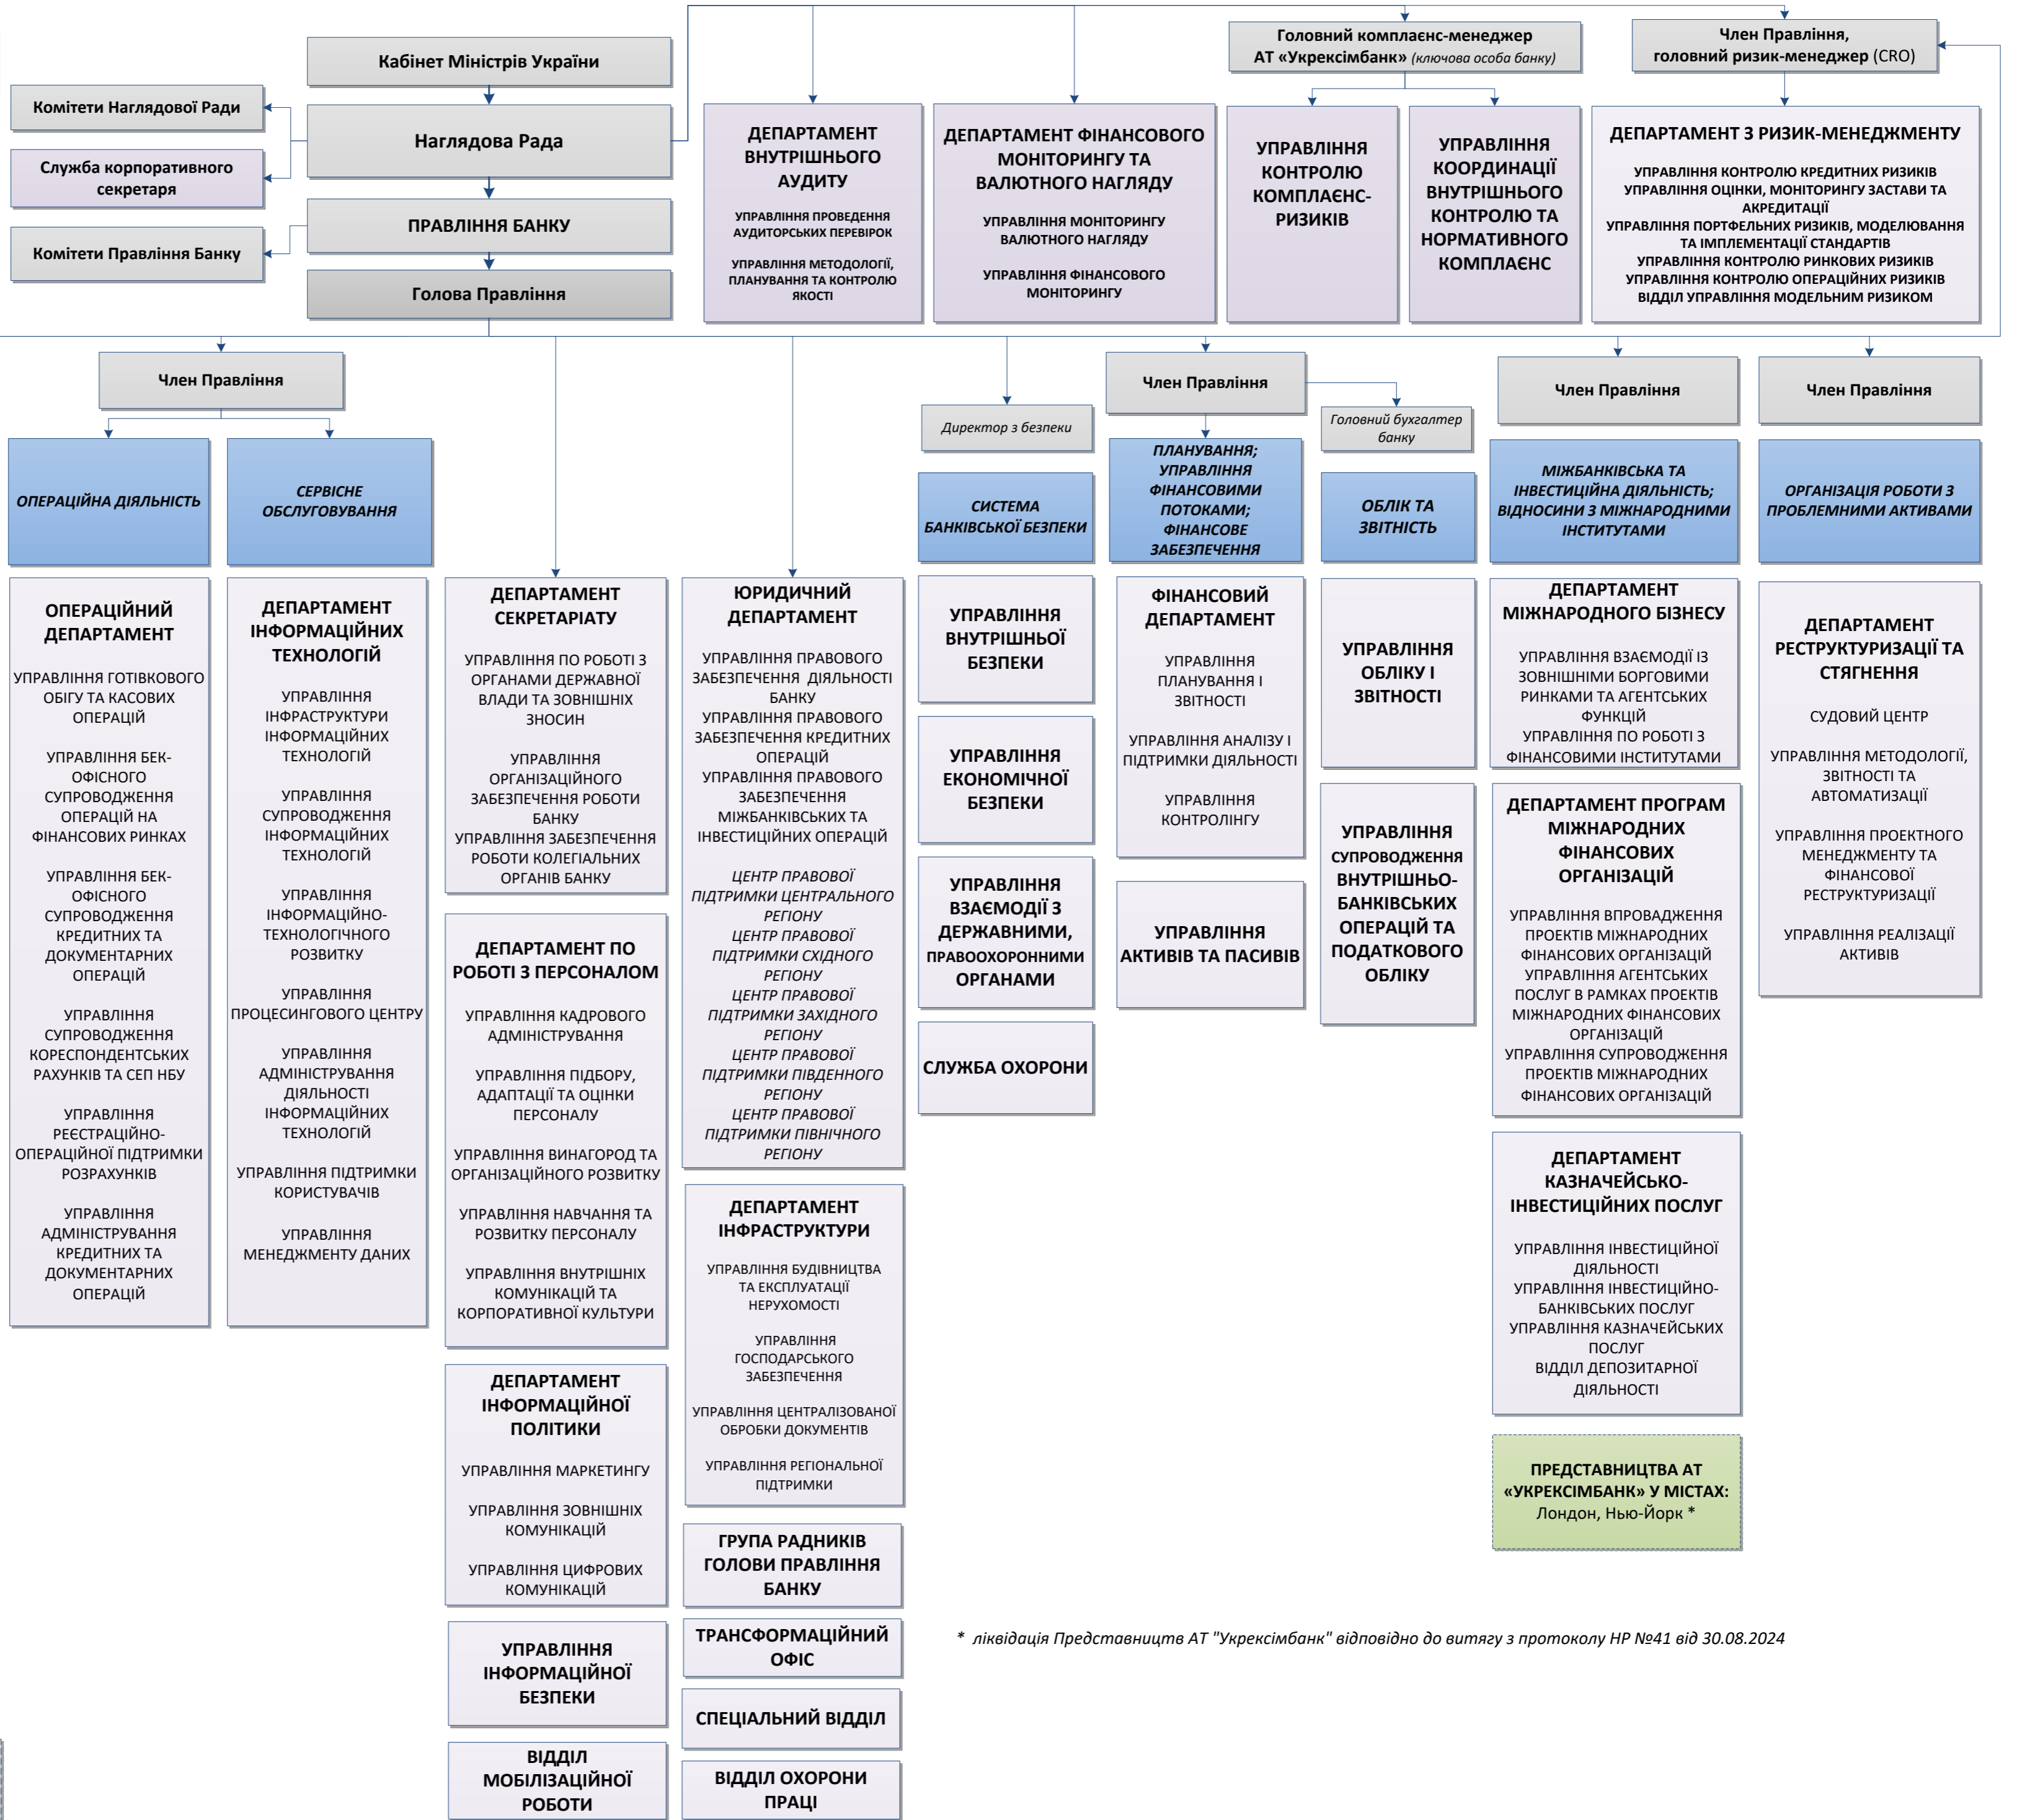 Кабінет Міністрів України
Комітети Наглядової Ради
Наглядова Рада
Служба корпоративного
секретаря
ПРАВЛІННЯ БАНКУ
Комітети Правління Банку
Голова Правління
Головний комплаєнс-менеджер
АТ «Укрексімбанк» (ключова особа банку)
Член Правління,
головний ризик-менеджер (CRO)
ДЕПАРТАМЕНТ
ВНУТРІШНЬОГО
АУДИТУ
УПРАВЛІННЯ ПРОВЕДЕННЯ
АУДИТОРСЬКИХ ПЕРЕВІРОК
УПРАВЛІННЯ МЕТОДОЛОГІЇ,
ПЛАНУВАННЯ ТА КОНТРОЛЮ
ЯКОСТІ
ДЕПАРТАМЕНТ ФІНАНСОВОГО
МОНІТОРИНГУ ТА
ВАЛЮТНОГО НАГЛЯДУ
УПРАВЛІННЯ МОНІТОРИНГУ
ВАЛЮТНОГО НАГЛЯДУ
УПРАВЛІННЯ ФІНАНСОВОГО
МОНІТОРИНГУ
УПРАВЛІННЯ
КОНТРОЛЮ
КОМПЛАЄНС-
РИЗИКІВ
УПРАВЛІННЯ
КООРДИНАЦІЇ
ВНУТРІШНЬОГО
КОНТРОЛЮ ТА
НОРМАТИВНОГО
КОМПЛАЄНС
ДЕПАРТАМЕНТ З РИЗИК-МЕНЕДЖМЕНТУ
УПРАВЛІННЯ КОНТРОЛЮ КРЕДИТНИХ РИЗИКІВ
УПРАВЛІННЯ ОЦІНКИ, МОНІТОРИНГУ ЗАСТАВИ ТА
АКРЕДИТАЦІЇ
УПРАВЛІННЯ ПОРТФЕЛЬНИХ РИЗИКІВ, МОДЕЛЮВАННЯ
ТА ІМПЛЕМЕНТАЦІЇ СТАНДАРТІВ
УПРАВЛІННЯ КОНТРОЛЮ РИНКОВИХ РИЗИКІВ
УПРАВЛІННЯ КОНТРОЛЮ ОПЕРАЦІЙНИХ РИЗИКІВ
ВІДДІЛ УПРАВЛІННЯ МОДЕЛЬНИМ РИЗИКОМ
Член Правління
ОПЕРАЦІЙНА ДІЯЛЬНІСТЬ
СЕРВІСНЕ
ОБСЛУГОВУВАННЯ
ОПЕРАЦІЙНИЙ
ДЕПАРТАМЕНТ
УПРАВЛІННЯ ГОТІВКОВОГО
ОБІГУ ТА КАСОВИХ
ОПЕРАЦІЙ
УПРАВЛІННЯ БЕК-
ОФІСНОГО
СУПРОВОДЖЕННЯ
ОПЕРАЦІЙ НА
ФІНАНСОВИХ РИНКАХ
УПРАВЛІННЯ БЕК-
ОФІСНОГО
СУПРОВОДЖЕННЯ
КРЕДИТНИХ ТА
ДОКУМЕНТАРНИХ
ОПЕРАЦІЙ
УПРАВЛІННЯ
СУПРОВОДЖЕННЯ
КОРЕСПОНДЕНТСЬКИХ
РАХУНКІВ ТА СЕП НБУ
УПРАВЛІННЯ
РЕЄСТРАЦІЙНО-
ОПЕРАЦІЙНОЇ ПІДТРИМКИ
РОЗРАХУНКІВ
УПРАВЛІННЯ
АДМІНІСТРУВАННЯ
КРЕДИТНИХ ТА
ДОКУМЕНТАРНИХ
ОПЕРАЦІЙ
ДЕПАРТАМЕНТ
ІНФОРМАЦІЙНИХ
ТЕХНОЛОГІЙ
УПРАВЛІННЯ
ІНФРАСТРУКТУРИ
ІНФОРМАЦІЙНИХ
ТЕХНОЛОГІЙ
УПРАВЛІННЯ
СУПРОВОДЖЕННЯ
ІНФОРМАЦІЙНИХ
ТЕХНОЛОГІЙ
УПРАВЛІННЯ
ІНФОРМАЦІЙНО-
ТЕХНОЛОГІЧНОГО
РОЗВИТКУ
УПРАВЛІННЯ
ПРОЦЕСИНГОВОГО ЦЕНТРУ
УПРАВЛІННЯ
АДМІНІСТРУВАННЯ
ДІЯЛЬНОСТІ
ІНФОРМАЦІЙНИХ
ТЕХНОЛОГІЙ
УПРАВЛІННЯ ПІДТРИМКИ
КОРИСТУВАЧІВ
УПРАВЛІННЯ
МЕНЕДЖМЕНТУ ДАНИХ
ДЕПАРТАМЕНТ
СЕКРЕТАРІАТУ
УПРАВЛІННЯ ПО РОБОТІ З
ОРГАНАМИ ДЕРЖАВНОЇ
ВЛАДИ ТА ЗОВНІШНІХ
ЗНОСИН
УПРАВЛІННЯ
ОРГАНІЗАЦІЙНОГО
ЗАБЕЗПЕЧЕННЯ РОБОТИ
БАНКУ
УПРАВЛІННЯ ЗАБЕЗПЕЧЕННЯ
РОБОТИ КОЛЕГІАЛЬНИХ
ОРГАНІВ БАНКУ
ДЕПАРТАМЕНТ ПО
РОБОТІ З ПЕРСОНАЛОМ
УПРАВЛІННЯ КАДРОВОГО
АДМІНІСТРУВАННЯ
УПРАВЛІННЯ ПІДБОРУ,
АДАПТАЦІЇ ТА ОЦІНКИ
ПЕРСОНАЛУ
УПРАВЛІННЯ ВИНАГОРОД ТА
ОРГАНІЗАЦІЙНОГО РОЗВИТКУ
УПРАВЛІННЯ НАВЧАННЯ ТА
РОЗВИТКУ ПЕРСОНАЛУ
УПРАВЛІННЯ ВНУТРІШНІХ
КОМУНІКАЦІЙ ТА
КОРПОРАТИВНОЇ КУЛЬТУРИ
ДЕПАРТАМЕНТ
ІНФОРМАЦІЙНОЇ
ПОЛІТИКИ
УПРАВЛІННЯ МАРКЕТИНГУ
УПРАВЛІННЯ ЗОВНІШНІХ
КОМУНІКАЦІЙ
УПРАВЛІННЯ ЦИФРОВИХ
КОМУНІКАЦІЙ
УПРАВЛІННЯ
ІНФОРМАЦІЙНОЇ
БЕЗПЕКИ
ВІДДІЛ
МОБІЛІЗАЦІЙНОЇ
РОБОТИ
ЮРИДИЧНИЙ
ДЕПАРТАМЕНТ
УПРАВЛІННЯ ПРАВОВОГО
ЗАБЕЗПЕЧЕННЯ ДІЯЛЬНОСТІ
БАНКУ
УПРАВЛІННЯ ПРАВОВОГО
ЗАБЕЗПЕЧЕННЯ КРЕДИТНИХ
ОПЕРАЦІЙ
УПРАВЛІННЯ ПРАВОВОГО
ЗАБЕЗПЕЧЕННЯ
МІЖБАНКІВСЬКИХ ТА
ІНВЕСТИЦІЙНИХ ОПЕРАЦІЙ
ЦЕНТР ПРАВОВОЇ
ПІДТРИМКИ ЦЕНТРАЛЬНОГО
РЕГІОНУ
ЦЕНТР ПРАВОВОЇ
ПІДТРИМКИ СХІДНОГО
РЕГІОНУ
ЦЕНТР ПРАВОВОЇ
ПІДТРИМКИ ЗАХІДНОГО
РЕГІОНУ
ЦЕНТР ПРАВОВОЇ
ПІДТРИМКИ ПІВДЕННОГО
РЕГІОНУ
ЦЕНТР ПРАВОВОЇ
ПІДТРИМКИ ПІВНІЧНОГО
РЕГІОНУ
ДЕПАРТАМЕНТ
ІНФРАСТРУКТУРИ
УПРАВЛІННЯ БУДІВНИЦТВА
ТА ЕКСПЛУАТАЦІЇ
НЕРУХОМОСТІ
УПРАВЛІННЯ
ГОСПОДАРСЬКОГО
ЗАБЕЗПЕЧЕННЯ
УПРАВЛІННЯ ЦЕНТРАЛІЗОВАНОЇ
ОБРОБКИ ДОКУМЕНТІВ
УПРАВЛІННЯ РЕГІОНАЛЬНОЇ
ПІДТРИМКИ
ГРУПА РАДНИКІВ
ГОЛОВИ ПРАВЛІННЯ
БАНКУ
ТРАНСФОРМАЦІЙНИЙ
ОФІС
СПЕЦІАЛЬНИЙ ВІДДІЛ
ВІДДІЛ ОХОРОНИ
ПРАЦІ
Директор з безпеки
СИСТЕМА
БАНКІВСЬКОЇ БЕЗПЕКИ
УПРАВЛІННЯ
ВНУТРІШНЬОЇ
БЕЗПЕКИ
УПРАВЛІННЯ
ЕКОНОМІЧНОЇ
БЕЗПЕКИ
УПРАВЛІННЯ
ВЗАЄМОДІЇ З
ДЕРЖАВНИМИ,
ПРАВООХОРОННИМИ
ОРГАНАМИ
СЛУЖБА ОХОРОНИ
Член Правління
ПЛАНУВАННЯ;
УПРАВЛІННЯ
ФІНАНСОВИМИ
ПОТОКАМИ;
ФІНАНСОВЕ
ЗАБЕЗПЕЧЕННЯ
ФІНАНСОВИЙ
ДЕПАРТАМЕНТ
УПРАВЛІННЯ
ПЛАНУВАННЯ І
ЗВІТНОСТІ
УПРАВЛІННЯ АНАЛІЗУ І
ПІДТРИМКИ ДІЯЛЬНОСТІ
УПРАВЛІННЯ
КОНТРОЛІНГУ
УПРАВЛІННЯ
АКТИВІВ ТА ПАСИВІВ
Головний бухгалтер
банку
ОБЛІК ТА
ЗВІТНІСТЬ
УПРАВЛІННЯ
ОБЛІКУ І
ЗВІТНОСТІ
УПРАВЛІННЯ
СУПРОВОДЖЕННЯ
ВНУТРІШНЬО-
БАНКІВСЬКИХ
ОПЕРАЦІЙ ТА
ПОДАТКОВОГО
ОБЛІКУ
Член Правління
МІЖБАНКІВСЬКА ТА
ІНВЕСТИЦІЙНА ДІЯЛЬНІСТЬ;
ВІДНОСИНИ З МІЖНАРОДНИМИ
ІНСТИТУТАМИ
ДЕПАРТАМЕНТ
МІЖНАРОДНОГО БІЗНЕСУ
УПРАВЛІННЯ ВЗАЄМОДІЇ ІЗ
ЗОВНІШНІМИ БОРГОВИМИ
РИНКАМИ ТА АГЕНТСЬКИХ
ФУНКЦІЙ
УПРАВЛІННЯ ПО РОБОТІ З
ФІНАНСОВИМИ ІНСТИТУТАМИ
ДЕПАРТАМЕНТ ПРОГРАМ
МІЖНАРОДНИХ
ФІНАНСОВИХ
ОРГАНІЗАЦІЙ
УПРАВЛІННЯ ВПРОВАДЖЕННЯ
ПРОЕКТІВ МІЖНАРОДНИХ
ФІНАНСОВИХ ОРГАНІЗАЦІЙ
УПРАВЛІННЯ АГЕНТСЬКИХ
ПОСЛУГ В РАМКАХ ПРОЕКТІВ
МІЖНАРОДНИХ ФІНАНСОВИХ
ОРГАНІЗАЦІЙ
УПРАВЛІННЯ СУПРОВОДЖЕННЯ
ПРОЕКТІВ МІЖНАРОДНИХ
ФІНАНСОВИХ ОРГАНІЗАЦІЙ
ДЕПАРТАМЕНТ
КАЗНАЧЕЙСЬКО-
ІНВЕСТИЦІЙНИХ ПОСЛУГ
УПРАВЛІННЯ ІНВЕСТИЦІЙНОЇ
ДІЯЛЬНОСТІ
УПРАВЛІННЯ ІНВЕСТИЦІЙНО-
БАНКІВСЬКИХ ПОСЛУГ
УПРАВЛІННЯ КАЗНАЧЕЙСЬКИХ
ПОСЛУГ
ВІДДІЛ ДЕПОЗИТАРНОЇ
ДІЯЛЬНОСТІ
ПРЕДСТАВНИЦТВА АТ
«УКРЕКСІМБАНК» У МІСТАХ:
Лондон, Нью-Йорк *
Член Правління
ОРГАНІЗАЦІЯ РОБОТИ З
ПРОБЛЕМНИМИ АКТИВАМИ
ДЕПАРТАМЕНТ
РЕСТРУКТУРИЗАЦІЇ ТА
СТЯГНЕННЯ
СУДОВИЙ ЦЕНТР
УПРАВЛІННЯ МЕТОДОЛОГІЇ,
ЗВІТНОСТІ ТА
АВТОМАТИЗАЦІЇ
УПРАВЛІННЯ ПРОЕКТНОГО
МЕНЕДЖМЕНТУ ТА
ФІНАНСОВОЇ
РЕСТРУКТУРИЗАЦІЇ
УПРАВЛІННЯ РЕАЛІЗАЦІЇ
АКТИВІВ
* ліквідація Представництв АТ "Укрексімбанк" відповідно до витягу з протоколу НР №41 від 30.08.2024